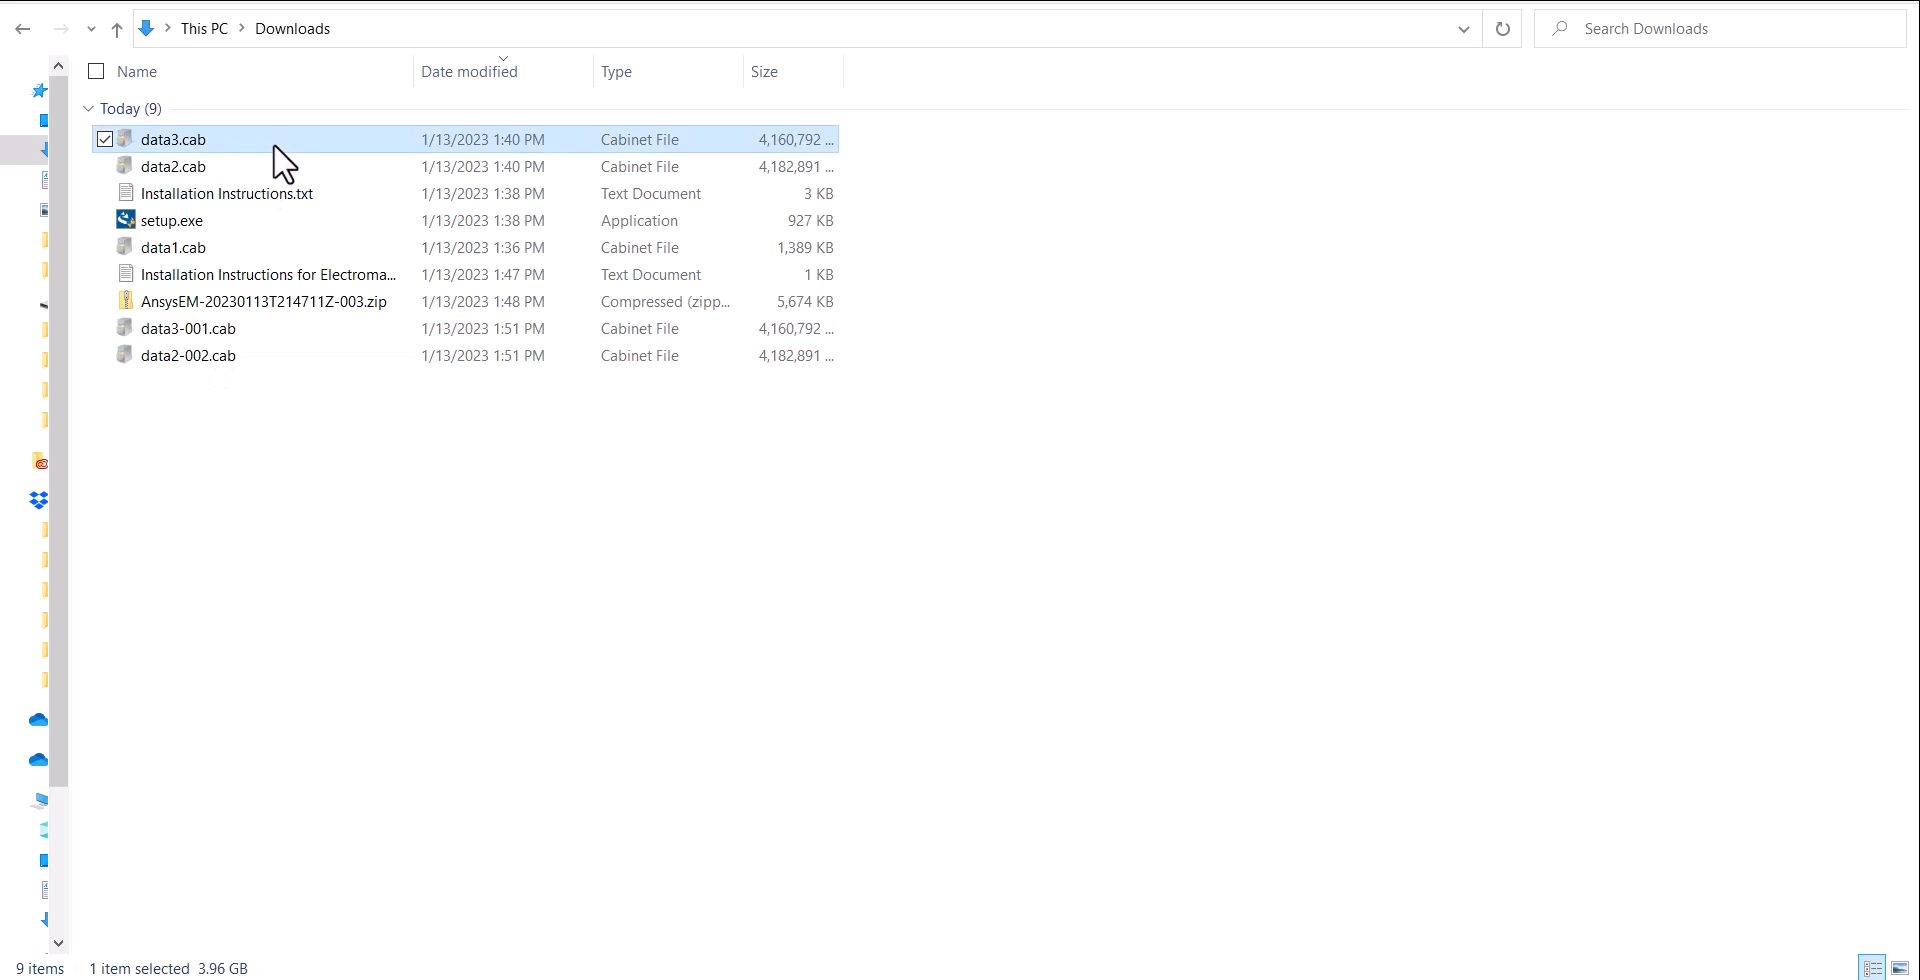 This PC > Downloads
Search Downloads
Name Date modified Type Size
Today (9)
data3.cab 1/13/2023 1:40 PM Cabinet File 4,160,792 ...
data2.cab 1/13/2023 1:40 PM Cabinet File 4,182,891 ...
Installation Instructions.txt 1/13/2023 1:38 PM Text Document 3 KB
setup.exe 1/13/2023 1:38 PM Application 927 KB
data1.cab 1/13/2023 1:36 PM Cabinet File 1,389 KB
Installation Instructions for Electroma... 1/13/2023 1:47 PM Text Document 1 KB
AnsysEM-20230113T214711Z-003.zip 1/13/2023 1:48 PM Compressed (zipp... 5,674 KB
data3-001.cab 1/13/2023 1:51 PM Cabinet File 4,160,792 ...
data2-002.cab 1/13/2023 1:51 PM Cabinet File 4,182,891 ...
9 items 1 item selected 3.96 GB